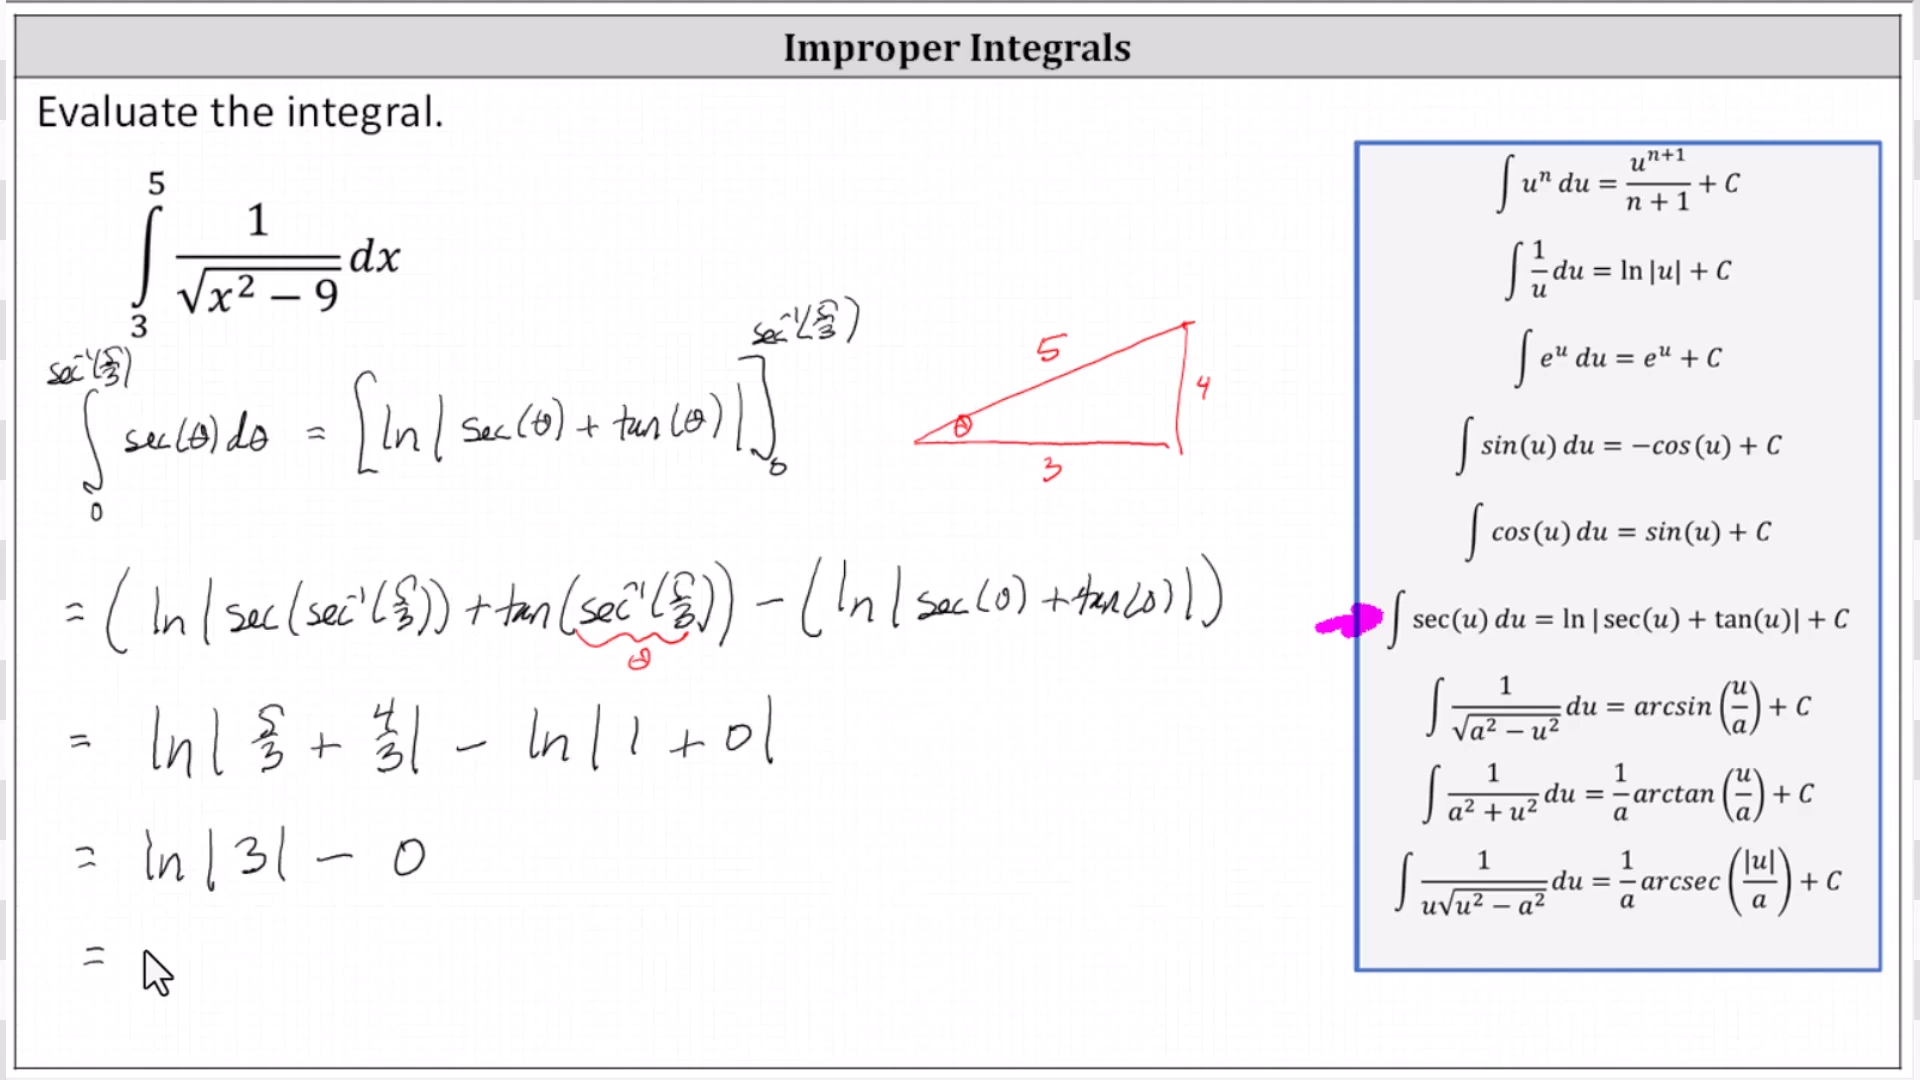 Improper Integrals
Evaluate the integral.
∫₃⁵ 1/√(x² − 9) dx
∫₀^(sec⁻¹(5/3)) sec(θ) dθ = [ln|sec(θ) + tan(θ)|]₀^(sec⁻¹(5/3))
5
4
θ
3
= (ln|sec(sec⁻¹(5/3)) + tan(sec⁻¹(5/3))) − (ln|sec(0) + tan(0)|)
θ
= ln|5/3 + 4/3| − ln|1 + 0|
= ln|3| − 0
=
∫ uⁿ du = uⁿ⁺¹/(n + 1) + C
∫ 1/u du = ln|u| + C
∫ eᵘ du = eᵘ + C
∫ sin(u) du = −cos(u) + C
∫ cos(u) du = sin(u) + C
∫ sec(u) du = ln|sec(u) + tan(u)| + C
∫ 1/√(a² − u²) du = arcsin(u/a) + C
∫ 1/(a² + u²) du = 1/a arctan(u/a) + C
∫ 1/(u√(u² − a²)) du = 1/a arcsec(|u|/a) + C